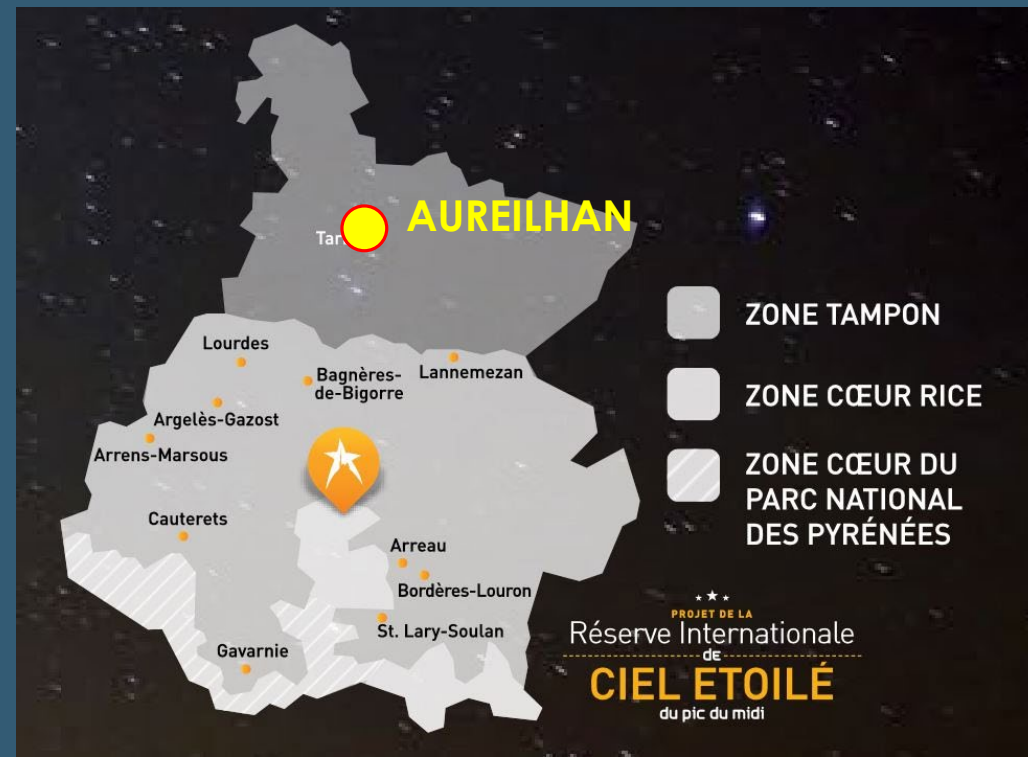 AUREILHAN
Lourdes
Bagnères-
de-Bigorre
Lannemezan
Argelès-Gazost
Arrens-Marsous
Cauterets
Arreau
Bordères-Louron
St. Lary-Soulan
Gavarnie
ZONE TAMPON
ZONE CŒUR RICE
ZONE CŒUR DU
PARC NATIONAL
DES PYRÉNÉES
PROJET DE LA
Réserve Internationale
DE
CIEL ETOILÉ
du pic du midi